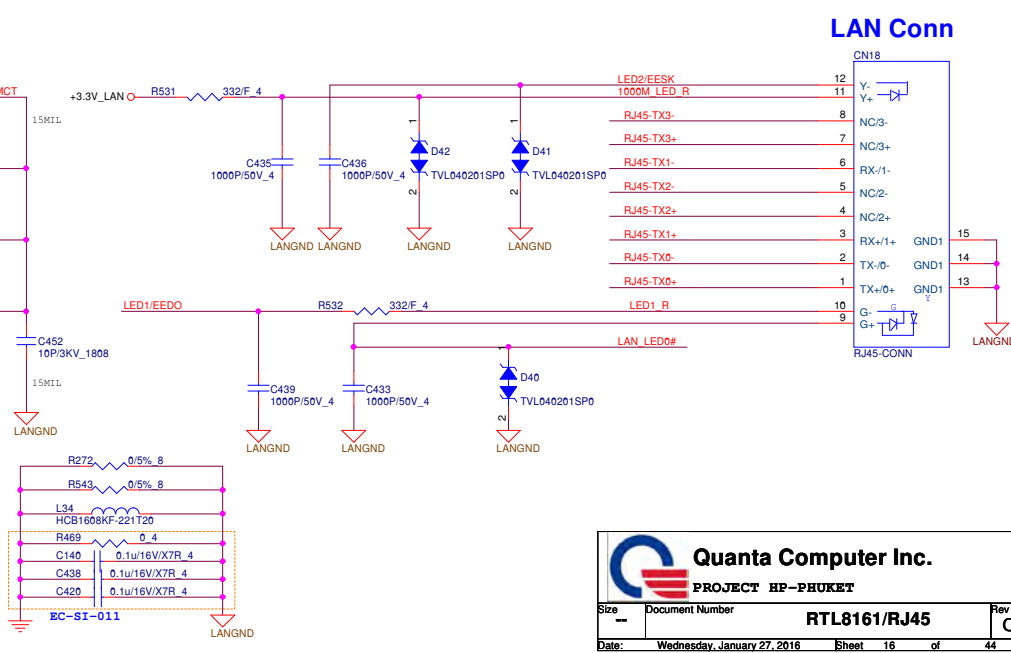 LAN Conn
CN18
MCT
15MIL
+3.3V_LAN
R531
332/F_4
LED2/EESK
1000M_LED_R
12
Y-
11
Y+
RJ45-TX3-
8
NC/3-
RJ45-TX3+
7
NC/3+
RJ45-TX1-
6
RX-/1-
RJ45-TX2-
5
NC/2-
RJ45-TX2+
4
NC/2+
RJ45-TX1+
3
RX+/1+
GND1
15
RJ45-TX0-
2
TX-/0-
GND1
14
RJ45-TX0+
1
TX+/0+
GND1
13
Y
G
C435
1000P/50V_4
C436
1000P/50V_4
1
D42
TVL040201SP0
2
1
D41
TVL040201SP0
2
LANGND
LANGND
LANGND
LANGND
LED1/EEDO
R532
332/F_4
LED1_R
10
G-
9
G+
LAN_LED0#
RJ45-CONN
LANGND
C452
10P/3KV_1808
15MIL
LANGND
C439
1000P/50V_4
C433
1000P/50V_4
1
D40
TVL040201SP0
2
LANGND
LANGND
LANGND
R272
0/5%_8
R543
0/5%_8
L34
HCB1608KF-221T20
R469
0_4
C140
0.1u/16V/X7R_4
C438
0.1u/16V/X7R_4
C420
0.1u/16V/X7R_4
EC-SI-011
LANGND
Quanta Computer Inc.
PROJECT HP-PHUKET
Size
--
Document Number
RTL8161/RJ45
Rev
Date:
Wednesday, January 27, 2016
Sheet 16 of 44